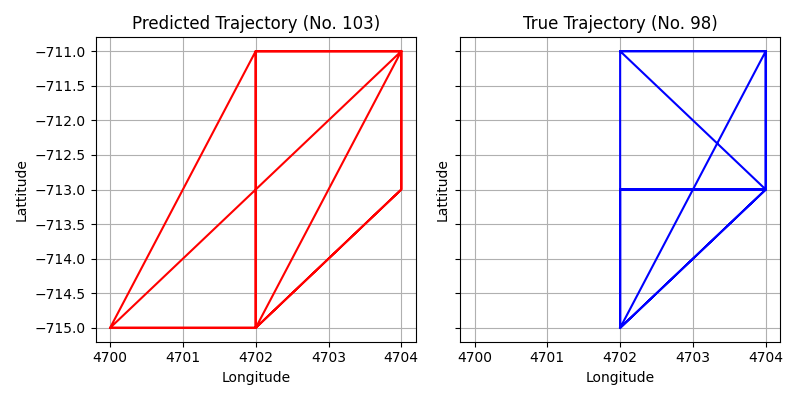 Predicted Trajectory (No. 103)
True Trajectory (No. 98)
Lattitude
−711.0
−711.5
−712.0
−712.5
−713.0
−713.5
−714.0
−714.5
−715.0
4700 4701 4702 4703 4704
Longitude
Lattitude
4700 4701 4702 4703 4704
Longitude